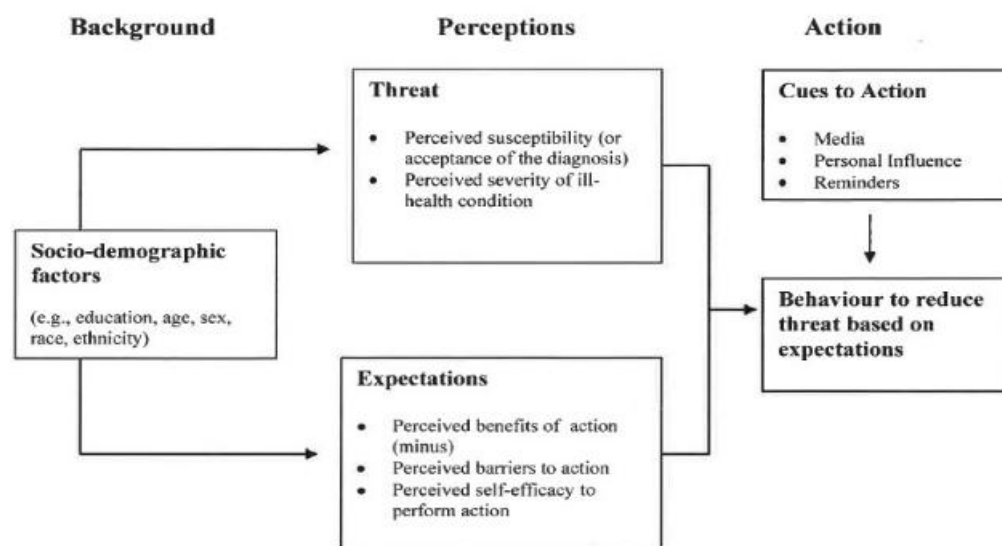 Background
Perceptions
Action
Threat
• Perceived susceptibility (or
acceptance of the diagnosis)
• Perceived severity of ill-
health condition
Cues to Action
• Media
• Personal Influence
• Reminders
Socio-demographic
factors
(e.g., education, age, sex,
race, ethnicity)
Behaviour to reduce
threat based on
expectations
Expectations
• Perceived benefits of action
(minus)
• Perceived barriers to action
• Perceived self-efficacy to
perform action